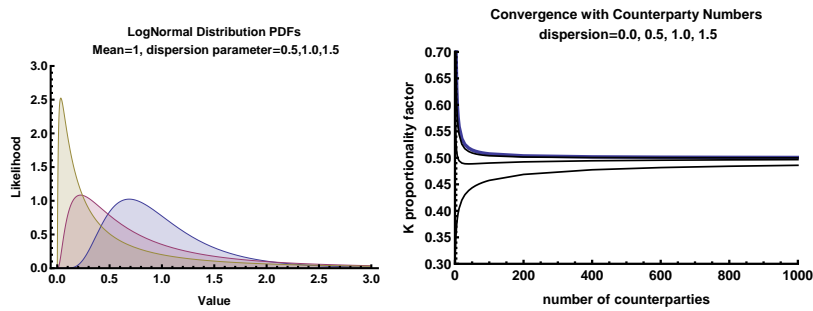 LogNormal Distribution PDFs
Mean=1, dispersion parameter=0.5,1.0,1.5
3.0
2.5
2.0
1.5
1.0
0.5
0.0
Likelihood
0.0 0.5 1.0 1.5 2.0 2.5 3.0
Value
Convergence with Counterparty Numbers
dispersion=0.0, 0.5, 1.0, 1.5
0.70
0.65
0.60
0.55
0.50
0.45
0.40
0.35
0.30
K proportionality factor
0 200 400 600 800 1000
number of counterparties